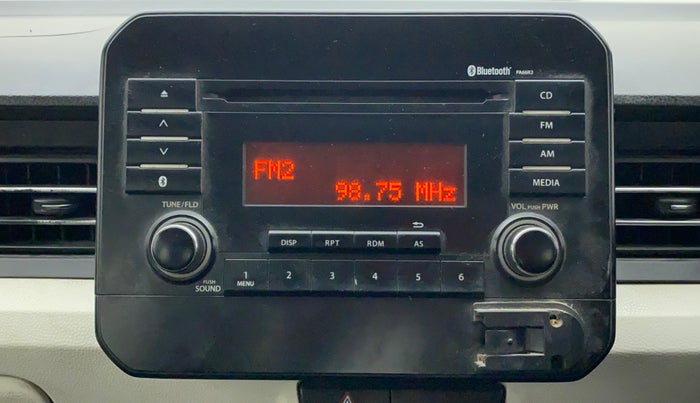 Bluetooth PA66R2
CD
FM
AM
MEDIA
FM2
98.75 MHz
TUNE/FLD
VOL PUSH PWR
DISP RPT RDM AS
PUSH SOUND
1 MENU 2 3 4 5 6